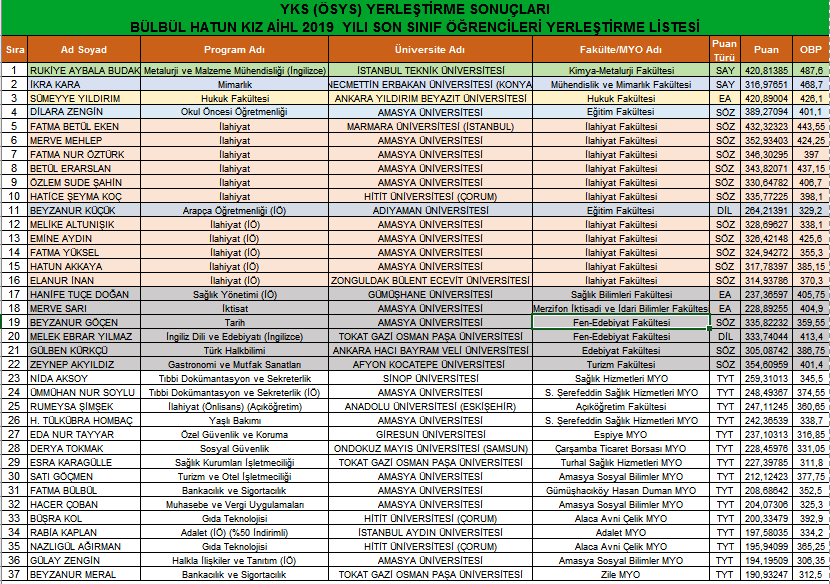 YKS (ÖSYS) YERLEŞTİRME SONUÇLARI
BÜLBÜL HATUN KIZ AİHL 2019 YILI SON SINIF ÖĞRENCİLERİ YERLEŞTİRME LİSTESİ
Sıra Ad Soyad Program Adı Üniversite Adı Fakülte/MYO Adı Puan Türü Puan OBP
1 RUKİYE AYBALA BUDAK Metalurji ve Malzeme Mühendisliği (İngilizce) İSTANBUL TEKNİK ÜNİVERSİTESİ Kimya-Metalurji Fakültesi SAY 420,81385 487,6
2 İKRA KARA Mimarlık NECMETTİN ERBAKAN ÜNİVERSİTESİ (KONYA Mühendislik ve Mimarlık Fakültesi SAY 316,97651 468,7
3 SÜMEYYE YILDIRIM Hukuk Fakültesi ANKARA YILDIRIM BEYAZIT ÜNİVERSİTESİ Hukuk Fakültesi EA 420,89004 426,1
4 DİLARA ZENGİN Okul Öncesi Öğretmenliği AMASYA ÜNİVERSİTESİ Eğitim Fakültesi SÖZ 389,27094 401,1
5 FATMA BETÜL EKEN İlahiyat MARMARA ÜNİVERSİTESİ (İSTANBUL) İlahiyat Fakültesi SÖZ 432,32323 443,55
6 MERVE MEHLEP İlahiyat AMASYA ÜNİVERSİTESİ İlahiyat Fakültesi SÖZ 352,93403 424,25
7 FATMA NUR ÖZTÜRK İlahiyat AMASYA ÜNİVERSİTESİ İlahiyat Fakültesi SÖZ 346,30295 397
8 BETÜL ERARSLAN İlahiyat AMASYA ÜNİVERSİTESİ İlahiyat Fakültesi SÖZ 343,82071 437,15
9 ÖZLEM SUDE ŞAHİN İlahiyat AMASYA ÜNİVERSİTESİ İlahiyat Fakültesi SÖZ 330,64782 406,7
10 HATİCE ŞEYMA KOÇ İlahiyat HİTİT ÜNİVERSİTESİ (ÇORUM) İlahiyat Fakültesi SÖZ 335,77225 398,1
11 BEYZANUR KÜÇÜK Arapça Öğretmenliği (İÖ) ADIYAMAN ÜNİVERSİTESİ Eğitim Fakültesi DİL 264,21391 329,2
12 MELİKE ALTUNIŞIK İlahiyat (İÖ) AMASYA ÜNİVERSİTESİ İlahiyat Fakültesi SÖZ 328,69627 338,1
13 EMİNE AYDIN İlahiyat (İÖ) AMASYA ÜNİVERSİTESİ İlahiyat Fakültesi SÖZ 326,42148 425,6
14 FATMA YÜKSEL İlahiyat (İÖ) AMASYA ÜNİVERSİTESİ İlahiyat Fakültesi SÖZ 324,94272 355,3
15 HATUN AKKAYA İlahiyat (İÖ) AMASYA ÜNİVERSİTESİ İlahiyat Fakültesi SÖZ 317,78397 385,15
16 ELANUR İNAN İlahiyat (İÖ) ZONGULDAK BÜLENT ECEVİT ÜNİVERSİTESİ İlahiyat Fakültesi SÖZ 314,93786 370,3
17 HANİFE TUÇE DOĞAN Sağlık Yönetimi (İÖ) GÜMÜŞHANE ÜNİVERSİTESİ Sağlık Bilimleri Fakültesi EA 237,36597 405,75
18 MERVE SARI İktisat AMASYA ÜNİVERSİTESİ Merzifon İktisadi ve İdari Bilimler Fakültesi EA 228,89255 404,9
19 BEYZANUR GÖÇEN Tarih AMASYA ÜNİVERSİTESİ Fen-Edebiyat Fakültesi SÖZ 335,82232 359,55
20 MELEK EBRAR YILMAZ İngiliz Dili ve Edebiyatı (İngilizce) TOKAT GAZİ OSMAN PAŞA ÜNİVERSİTESİ Fen-Edebiyat Fakültesi DİL 333,74044 413,4
21 GÜLBEN KÜRKÇÜ Türk Halkbilimi ANKARA HACI BAYRAM VELİ ÜNİVERSİTESİ Edebiyat Fakültesi SÖZ 305,08742 386,75
22 ZEYNEP AKYILDIZ Gastronomi ve Mutfak Sanatları AFYON KOCATEPE ÜNİVERSİTESİ Turizm Fakültesi SÖZ 354,60959 401,4
23 NİDA AKSOY Tıbbi Dokümantasyon ve Sekreterlik SİNOP ÜNİVERSİTESİ Sağlık Hizmetleri MYO TYT 259,31013 345,5
24 ÜMMÜHAN NUR SOYLU Tıbbi Dokümantasyon ve Sekreterlik (İÖ) AMASYA ÜNİVERSİTESİ S. Şerefeddin Sağlık Hizmetleri MYO TYT 248,49367 374,55
25 RUMEYSA ŞİMŞEK İlahiyat (Önlisans) (Açıköğretim) ANADOLU ÜNİVERSİTESİ (ESKİŞEHİR) Açıköğretim Fakültesi TYT 247,11245 360,65
26 H. TÜLKÜBRA HOMBAÇ Yaşlı Bakımı AMASYA ÜNİVERSİTESİ S. Şerefeddin Sağlık Hizmetleri MYO TYT 242,36539 338,7
27 EDA NUR TAYYAR Özel Güvenlik ve Koruma GİRESUN ÜNİVERSİTESİ Espiye MYO TYT 237,10313 316,85
28 DERYA TOKMAK Sosyal Güvenlik ONDOKUZ MAYIS ÜNİVERSİTESİ (SAMSUN) Çarşamba Ticaret Borsası MYO TYT 228,45976 331,05
29 ESRA KARAGÜLLE Sağlık Kurumları İşletmeciliği TOKAT GAZİ OSMAN PAŞA ÜNİVERSİTESİ Turhal Sağlık Hizmetleri MYO TYT 227,39785 311,8
30 SATI GÖÇMEN Turizm ve Otel İşletmeciliği AMASYA ÜNİVERSİTESİ Amasya Sosyal Bilimler MYO TYT 212,12423 377,75
31 FATMA BÜLBÜL Bankacılık ve Sigortacılık AMASYA ÜNİVERSİTESİ Gümüşhacıköy Hasan Duman MYO TYT 208,68642 352,5
32 HACER ÇOBAN Muhasebe ve Vergi Uygulamaları AMASYA ÜNİVERSİTESİ Amasya Sosyal Bilimler MYO TYT 204,07306 325,3
33 BÜŞRA KOL Gıda Teknolojisi HİTİT ÜNİVERSİTESİ (ÇORUM) Alaca Avni Çelik MYO TYT 200,33479 392,9
34 RABİA KAPLAN Adalet (İÖ) (%50 İndirimli) İSTANBUL AYDIN ÜNİVERSİTESİ Adalet MYO TYT 197,58035 334,2
35 NAZLIGÜL AĞIRMAN Gıda Teknolojisi HİTİT ÜNİVERSİTESİ (ÇORUM) Alaca Avni Çelik MYO TYT 195,94099 365,25
36 GÜLAY ZENGİN Halkla İlişkiler ve Tanıtım (İÖ) AMASYA ÜNİVERSİTESİ Amasya Sosyal Bilimler MYO TYT 194,19509 306,35
37 BEYZANUR MERAL Bankacılık ve Sigortacılık TOKAT GAZİ OSMAN PAŞA ÜNİVERSİTESİ Zile MYO TYT 190,93247 312,5